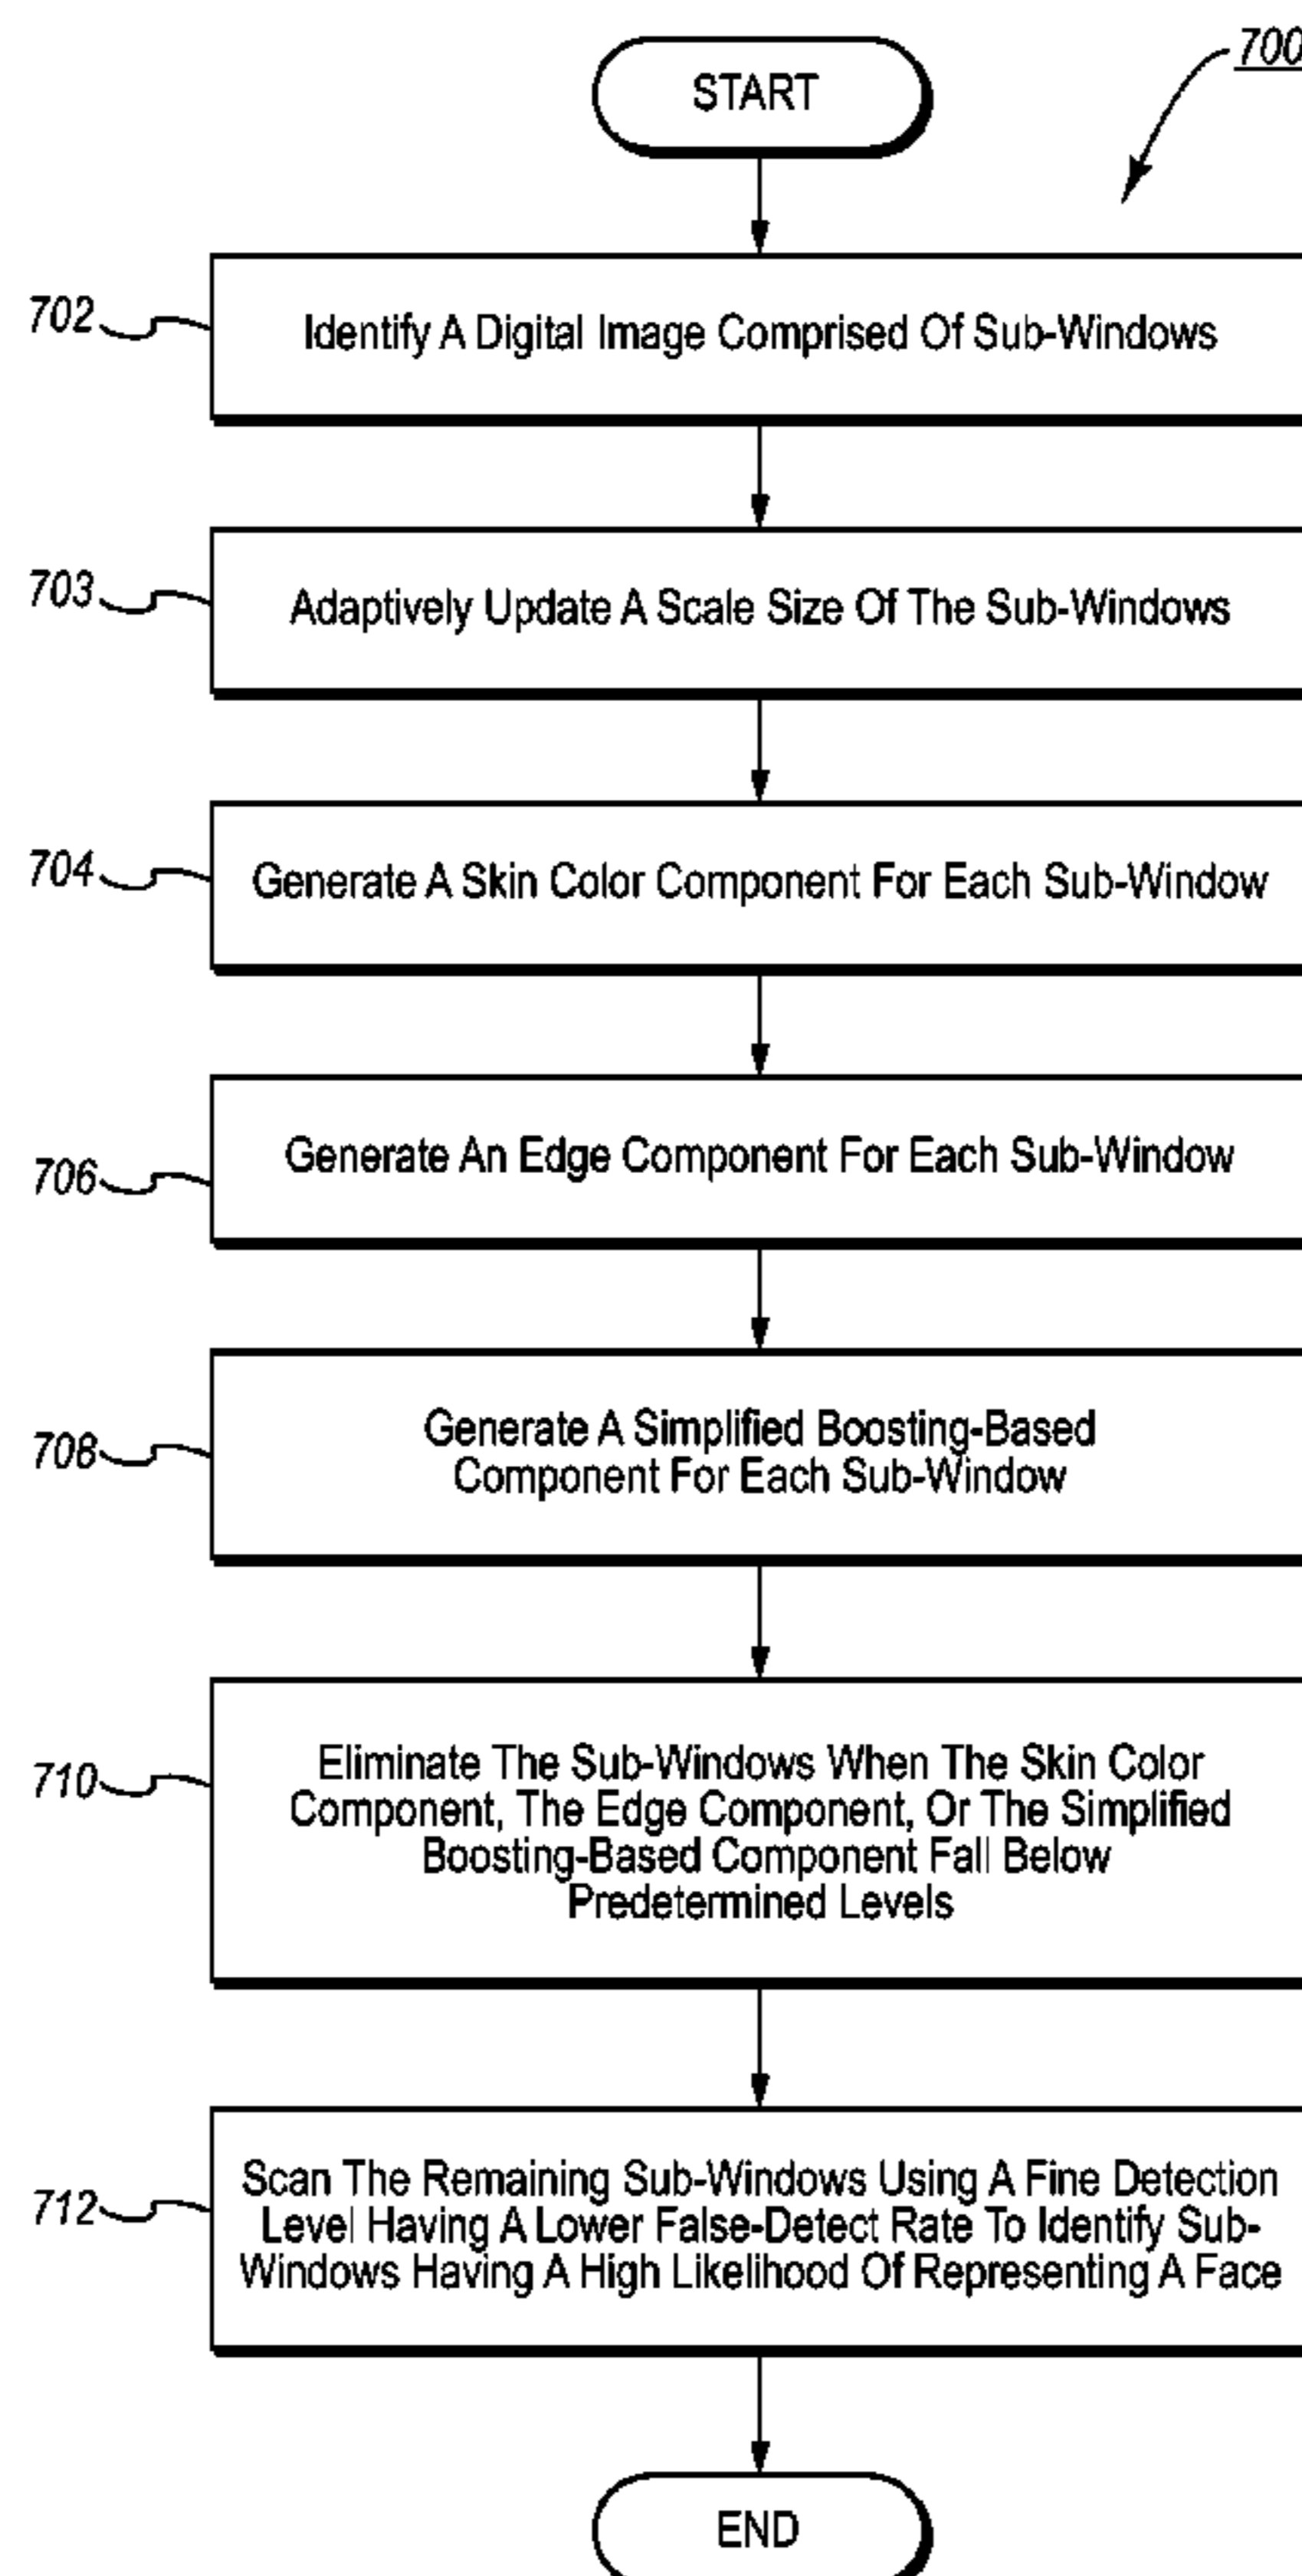 START
700
702
Identify A Digital Image Comprised Of Sub-Windows
703
Adaptively Update A Scale Size Of The Sub-Windows
704
Generate A Skin Color Component For Each Sub-Window
706
Generate An Edge Component For Each Sub-Window
708
Generate A Simplified Boosting-Based
Component For Each Sub-Window
710
Eliminate The Sub-Windows When The Skin Color
Component, The Edge Component, Or The Simplified
Boosting-Based Component Fall Below
Predetermined Levels
712
Scan The Remaining Sub-Windows Using A Fine Detection
Level Having A Lower False-Detect Rate To Identify Sub-
Windows Having A High Likelihood Of Representing A Face
END